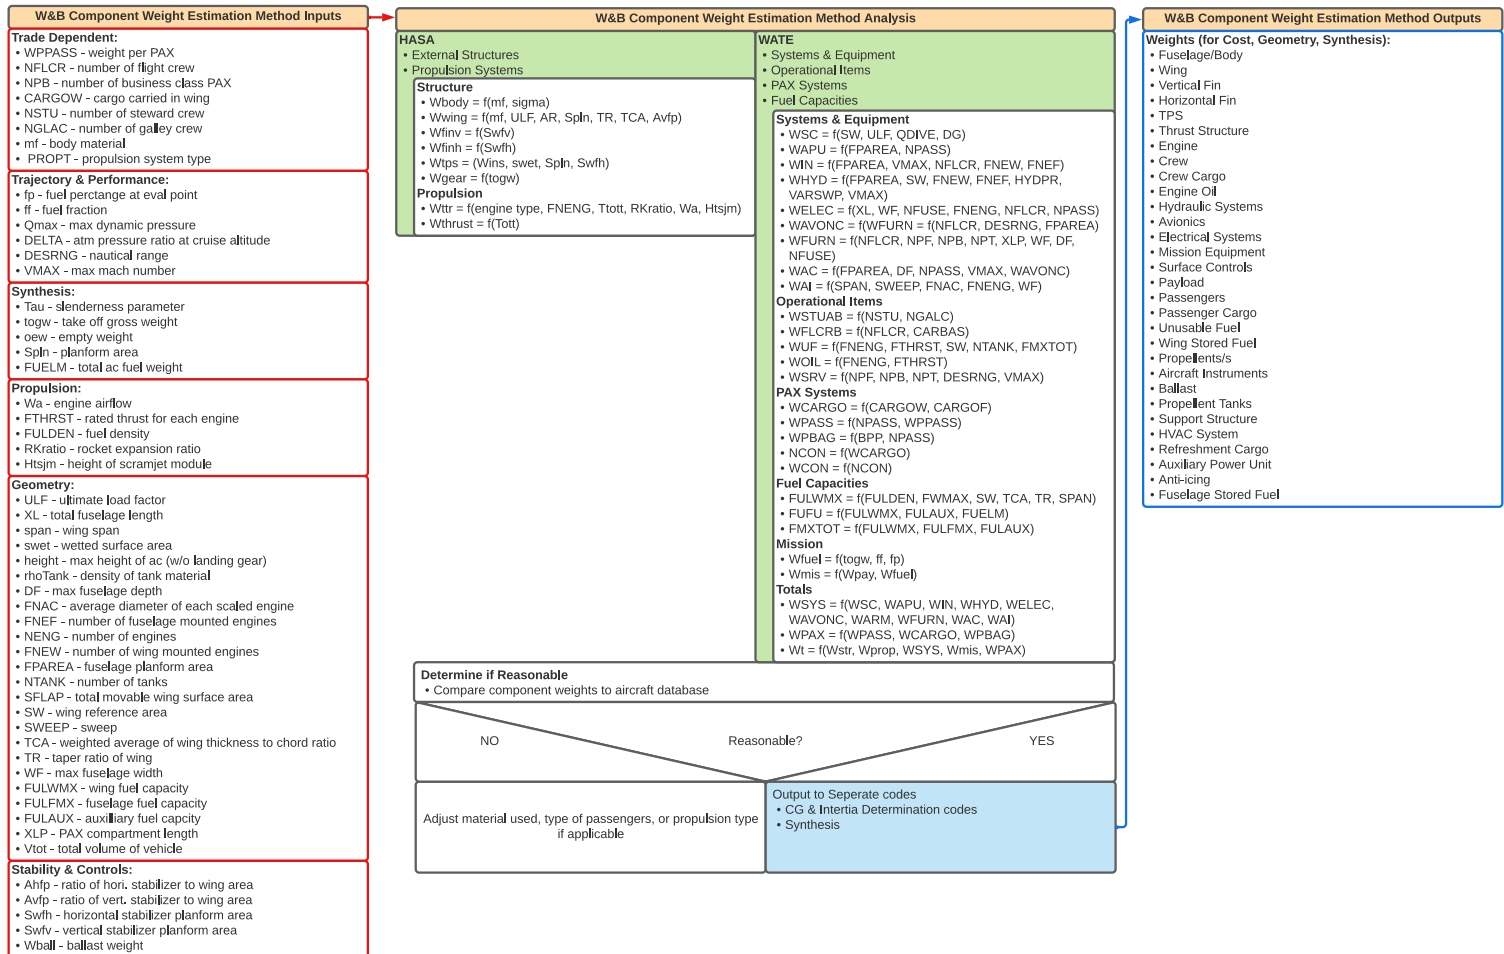 W&B Component Weight Estimation Method Inputs
Trade Dependent:
• WPPASS - weight per PAX
• NFLCR - number of flight crew
• NPB - number of business class PAX
• CARGOW - cargo carried in wing
• NSTU - number of steward crew
• NGLAC - number of galley crew
• mf - body material
• PROPT - propulsion system type
Trajectory & Performance:
• fp - fuel perctange at eval point
• ff - fuel fraction
• Qmax - max dynamic pressure
• DELTA - atm pressure ratio at cruise altitude
• DESRNG - nautical range
• VMAX - max mach number
Synthesis:
• Tau - slenderness parameter
• togw - take off gross weight
• oew - empty weight
• Spln - planform area
• FUELM - total ac fuel weight
Propulsion:
• Wa - engine airflow
• FTHRST - rated thrust for each engine
• FULDEN - fuel density
• RKratio - rocket expansion ratio
• Htsjm - height of scramjet module
Geometry:
• ULF - ultimate load factor
• XL - total fuselage length
• span - wing span
• swet - wetted surface area
• height - max height of ac (w/o landing gear)
• rhoTank - density of tank material
• DF - max fuselage depth
• FNAC - average diameter of each scaled engine
• FNEF - number of fuselage mounted engines
• NENG - number of engines
• FNEW - number of wing mounted engines
• FPAREA - fuselage planform area
• NTANK - number of tanks
• SFLAP - total movable wing surface area
• SW - wing reference area
• SWEEP - sweep
• TCA - weighted average of wing thickness to chord ratio
• TR - taper ratio of wing
• WF - max fuselage width
• FULWMX - wing fuel capacity
• FULFMX - fuselage fuel capacity
• FULAUX - auxilliary fuel capcity
• XLP - PAX compartment length
• Vtot - total volume of vehicle
Stability & Controls:
• Ahfp - ratio of hori. stabilizer to wing area
• Avfp - ratio of vert. stabilizer to wing area
• Swfh - horizontal stabilizer planform area
• Swfv - vertical stabilizer planform area
• Wball - ballast weight
W&B Component Weight Estimation Method Analysis
HASA
• External Structures
• Propulsion Systems
Structure
• Wbody = f(mf, sigma)
• Wwing = f(mf, ULF, AR, Spln, TR, TCA, Avfp)
• Wfinv = f(Swfv)
• Wfinh = f(Swfh)
• Wtps = (Wins, swet, Spln, Swfh)
• Wgear = f(togw)
Propulsion
• Wttr = f(engine type, FNENG, Ttott, RKratio, Wa, Htsjm)
• Wthrust = f(Tott)
WATE
• Systems & Equipment
• Operational Items
• PAX Systems
• Fuel Capacities
Systems & Equipment
• WSC = f(SW, ULF, QDIVE, DG)
• WAPU = f(FPAREA, NPASS)
• WIN = f(FPAREA, VMAX, NFLCR, FNEW, FNEF)
• WHYD = f(FPAREA, SW, FNEW, FNEF, HYDPR,
VARSWP, VMAX)
• WELEC = f(XL, WF, NFUSE, FNENG, NFLCR, NPASS)
• WAVONC = f(WFURN = f(NFLCR, DESRNG, FPAREA)
• WFURN = f(NFLCR, NPF, NPB, NPT, XLP, WF, DF,
NFUSE)
• WAC = f(FPAREA, DF, NPASS, VMAX, WAVONC)
• WAI = f(SPAN, SWEEP, FNAC, FNENG, WF)
Operational Items
• WSTUAB = f(NSTU, NGALC)
• WFLCRB = f(NFLCR, CARBAS)
• WUF = f(FNENG, FTHRST, SW, NTANK, FMXTOT)
• WOIL = f(FNENG, FTHRST)
• WSRV = f(NPF, NPB, NPT, DESRNG, VMAX)
PAX Systems
• WCARGO = f(CARGOW, CARGOF)
• WPASS = f(NPASS, WPPASS)
• WPBAG = f(BPP, NPASS)
• NCON = f(WCARGO)
• WCON = f(NCON)
Fuel Capacities
• FULWMX = f(FULDEN, FWMAX, SW, TCA, TR, SPAN)
• FUFU = f(FULWMX, FULAUX, FUELM)
• FMXTOT = f(FULWMX, FULFMX, FULAUX)
Mission
• Wfuel = f(togw, ff, fp)
• Wmis = f(Wpay, Wfuel)
Totals
• WSYS = f(WSC, WAPU, WIN, WHYD, WELEC,
WAVONC, WARM, WFURN, WAC, WAI)
• WPAX = f(WPASS, WCARGO, WPBAG)
• Wt = f(Wstr, Wprop, WSYS, Wmis, WPAX)
Determine if Reasonable
• Compare component weights to aircraft database
NO
Reasonable?
YES
Adjust material used, type of passengers, or propulsion type
if applicable
Output to Seperate codes
• CG & Intertia Determination codes
• Synthesis
W&B Component Weight Estimation Method Outputs
Weights (for Cost, Geometry, Synthesis):
• Fuselage/Body
• Wing
• Vertical Fin
• Horizontal Fin
• TPS
• Thrust Structure
• Engine
• Crew
• Crew Cargo
• Engine Oil
• Hydraulic Systems
• Avionics
• Electrical Systems
• Mission Equipment
• Surface Controls
• Payload
• Passengers
• Passenger Cargo
• Unusable Fuel
• Wing Stored Fuel
• Propellents/s
• Aircraft Instruments
• Ballast
• Propellent Tanks
• Support Structure
• HVAC System
• Refreshment Cargo
• Auxiliary Power Unit
• Anti-icing
• Fuselage Stored Fuel